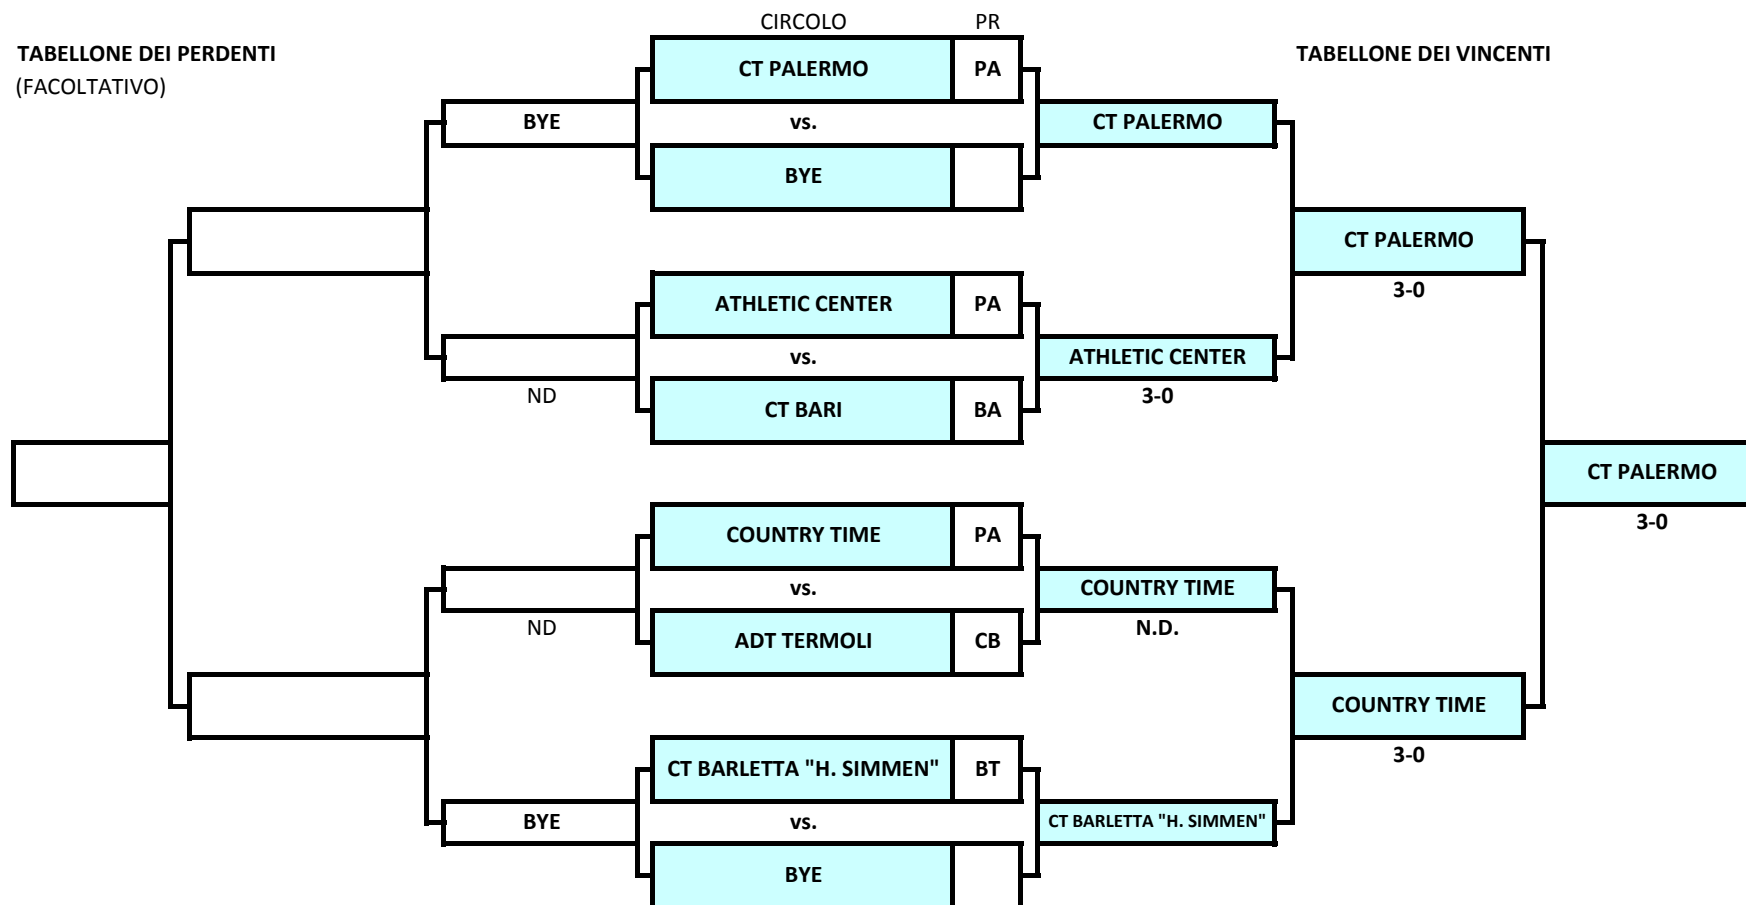 CIRCOLO PR
TABELLONE DEI PERDENTI
(FACOLTATIVO)
TABELLONE DEI VINCENTI
CT PALERMO PA
BYE vs. CT PALERMO
BYE
CT PALERMO
3-0
ATHLETIC CENTER PA
vs. ATHLETIC CENTER
ND 3-0
CT BARI BA
CT PALERMO
3-0
COUNTRY TIME PA
vs. COUNTRY TIME
ND N.D.
ADT TERMOLI CB
COUNTRY TIME
3-0
CT BARLETTA "H. SIMMEN" BT
BYE vs. CT BARLETTA "H. SIMMEN"
BYE